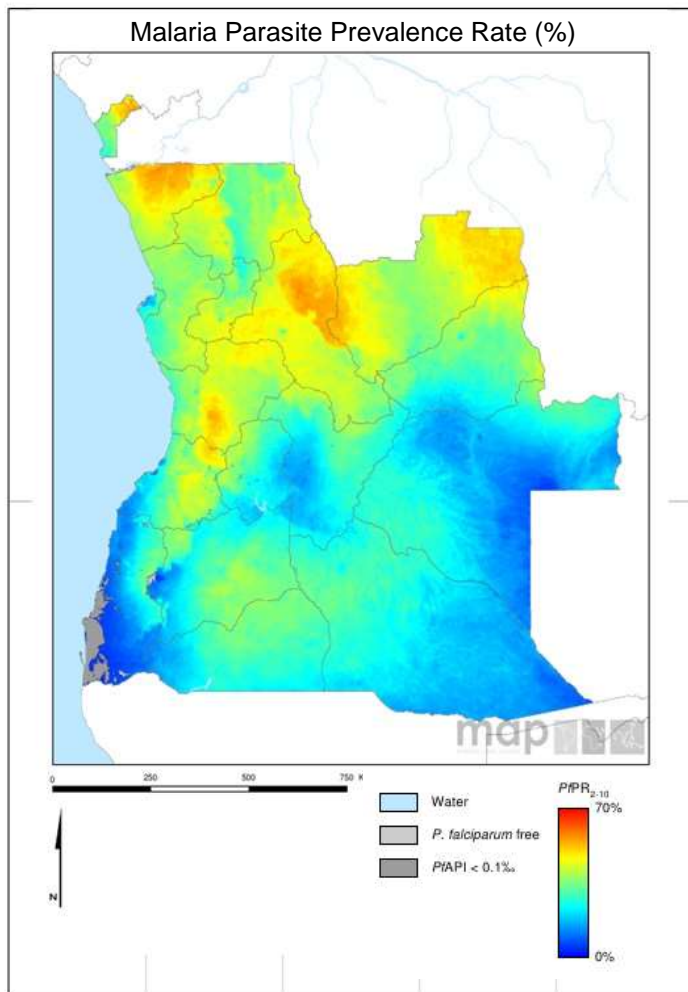 Malaria Parasite Prevalence Rate (%)
map
0 250 500 750 K
Water
P. falciparum free
PfAPI < 0.1‰
PfPR2-10
70%
0%
N